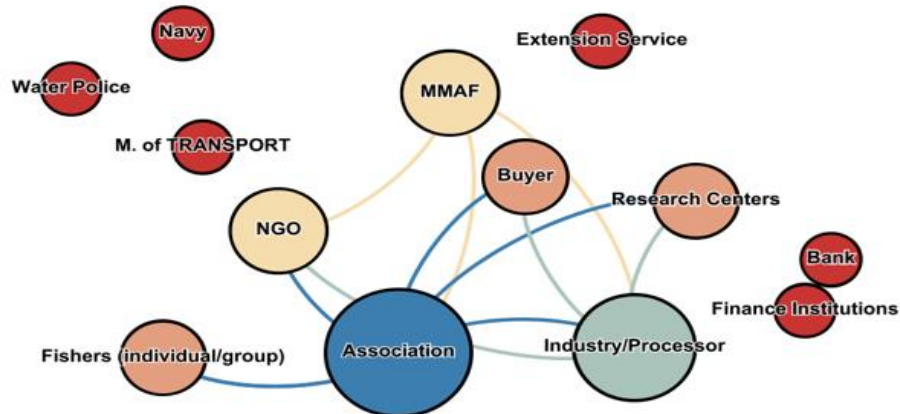 Navy
Extension Service
Water Police
MMAF
M. of TRANSPORT
Buyer
Research Centers
NGO
Bank
Finance Institutions
Fishers (individual/group)
Association
Industry/Processor